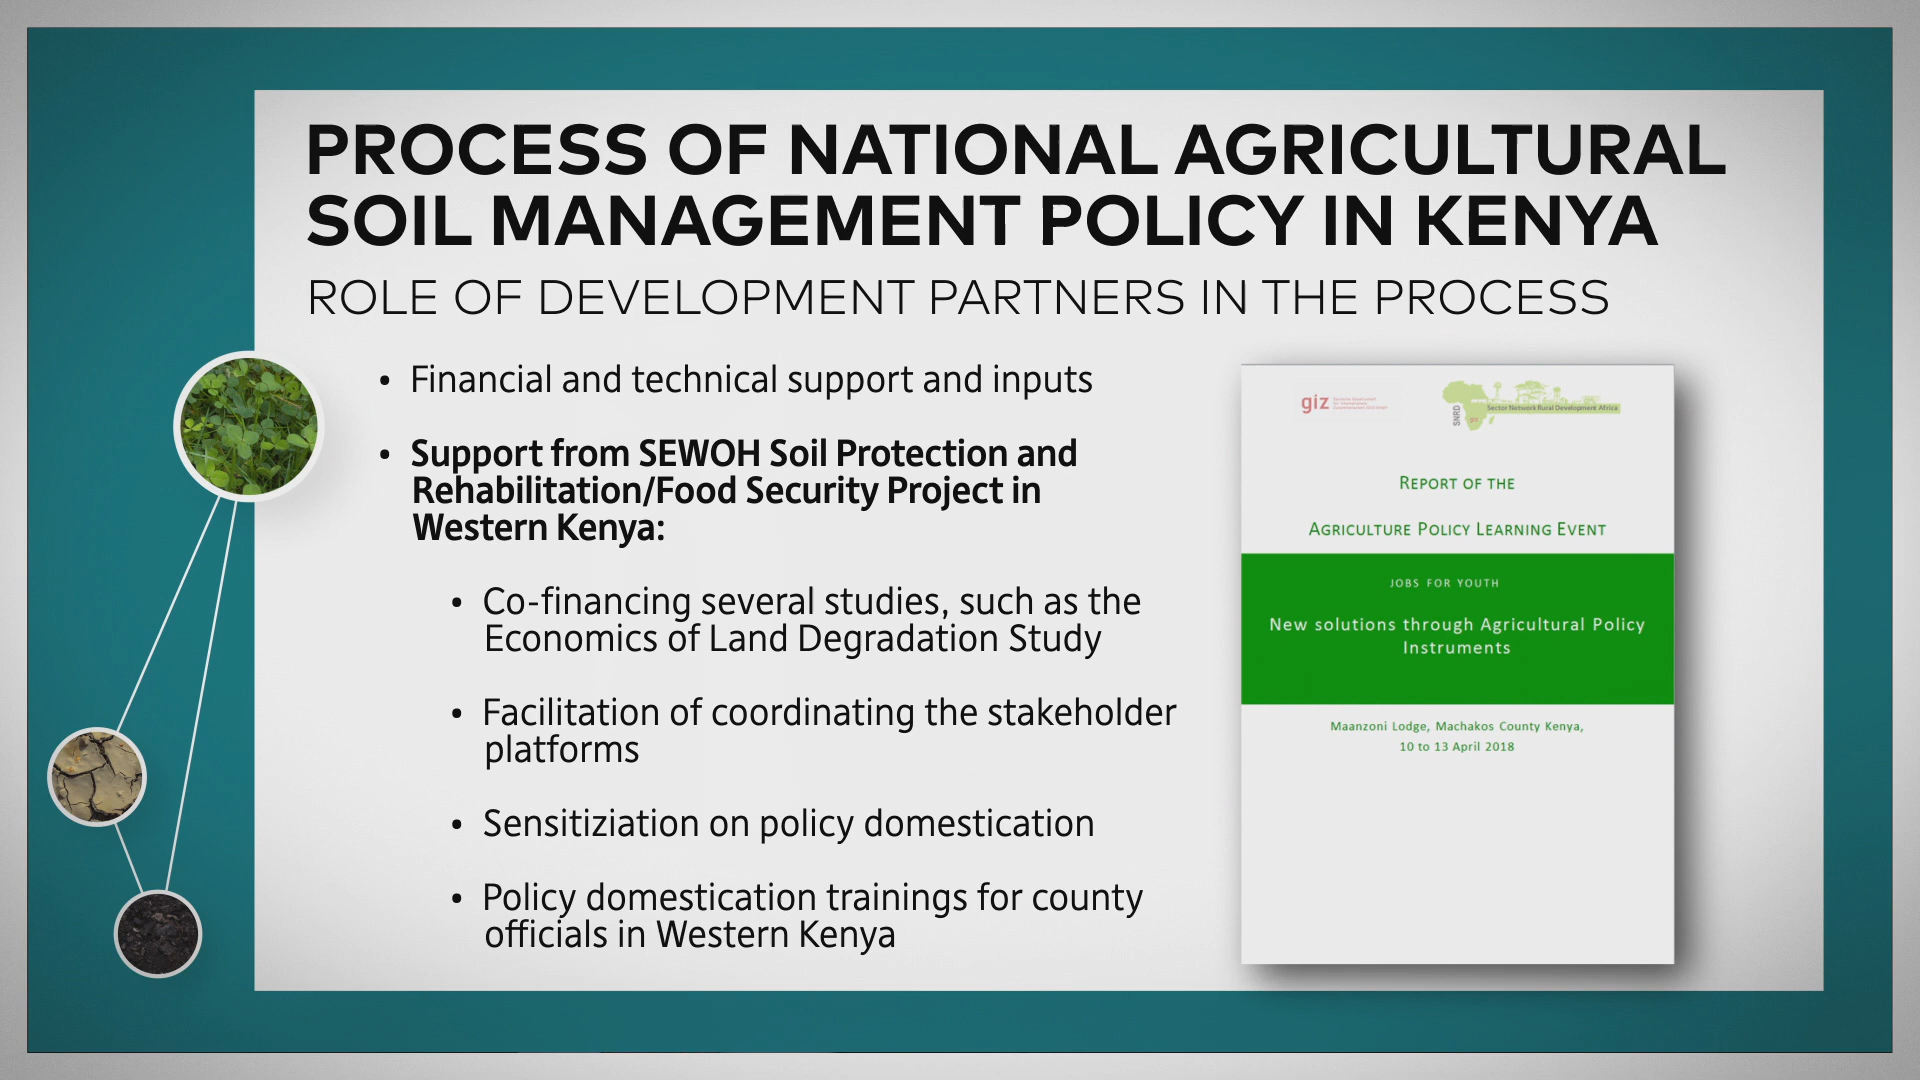 PROCESS OF NATIONAL AGRICULTURAL
SOIL MANAGEMENT POLICY IN KENYA
ROLE OF DEVELOPMENT PARTNERS IN THE PROCESS
• Financial and technical support and inputs
• Support from SEWOH Soil Protection and
Rehabilitation/Food Security Project in
Western Kenya:
• Co-financing several studies, such as the
Economics of Land Degradation Study
• Facilitation of coordinating the stakeholder
platforms
• Sensitiziation on policy domestication
• Policy domestication trainings for county
officials in Western Kenya
giz
SNRD
Sector Network Rural Development Africa
REPORT OF THE
AGRICULTURE POLICY LEARNING EVENT
JOBS FOR YOUTH
New solutions through Agricultural Policy
Instruments
Maanzoni Lodge, Machakos County Kenya,
10 to 13 April 2018